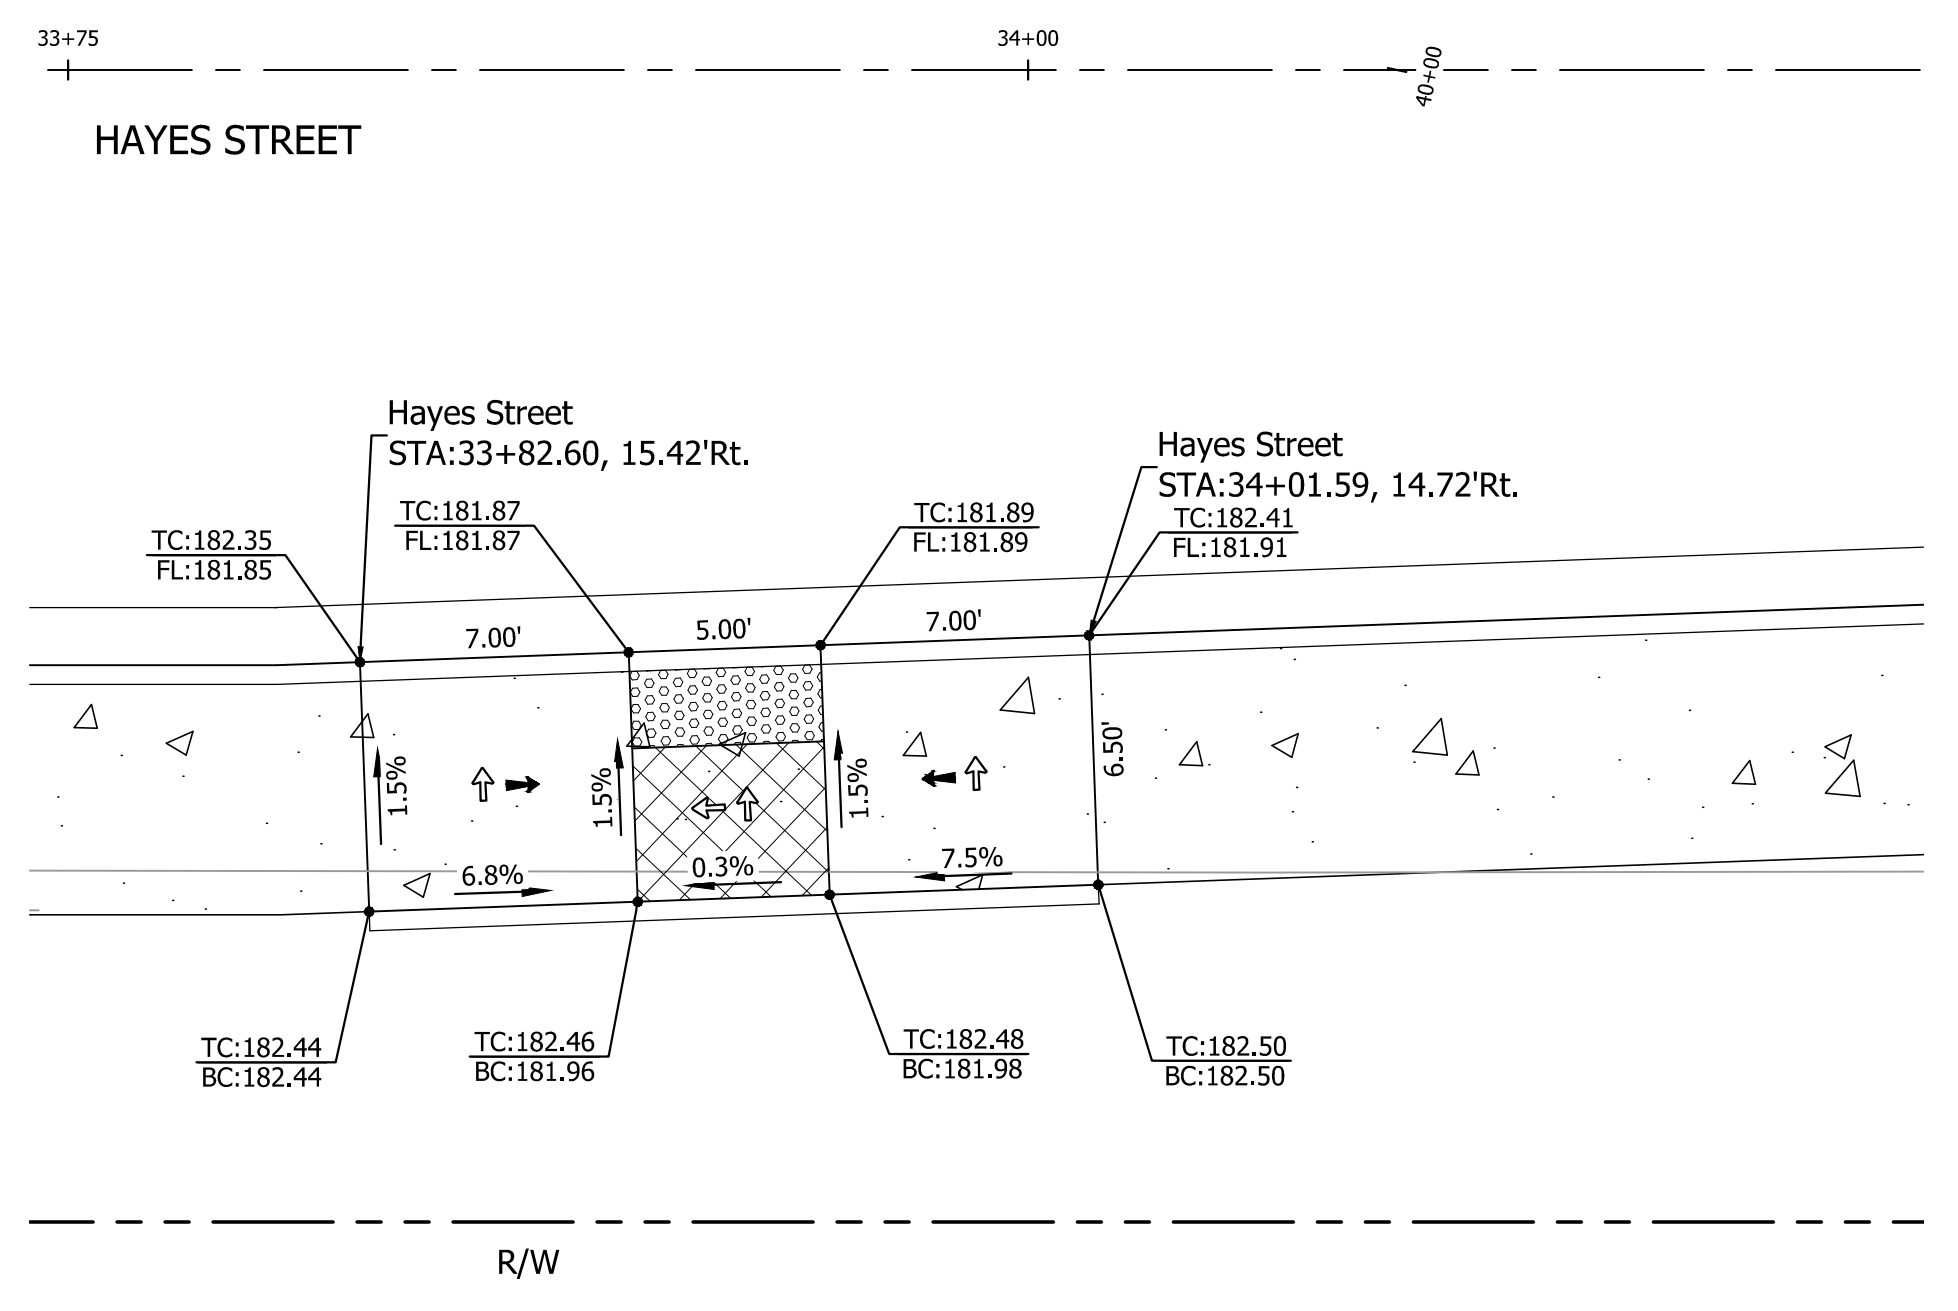 33+75
34+00
40+00
HAYES STREET
Hayes Street
STA:33+82.60, 15.42'Rt.
Hayes Street
STA:34+01.59, 14.72'Rt.
TC:182.35
FL:181.85
TC:181.87
FL:181.87
TC:181.89
FL:181.89
TC:182.41
FL:181.91
7.00'
5.00'
7.00'
1.5%
1.5%
1.5%
6.50'
6.8%
0.3%
7.5%
TC:182.44
BC:182.44
TC:182.46
BC:181.96
TC:182.48
BC:181.98
TC:182.50
BC:182.50
R/W